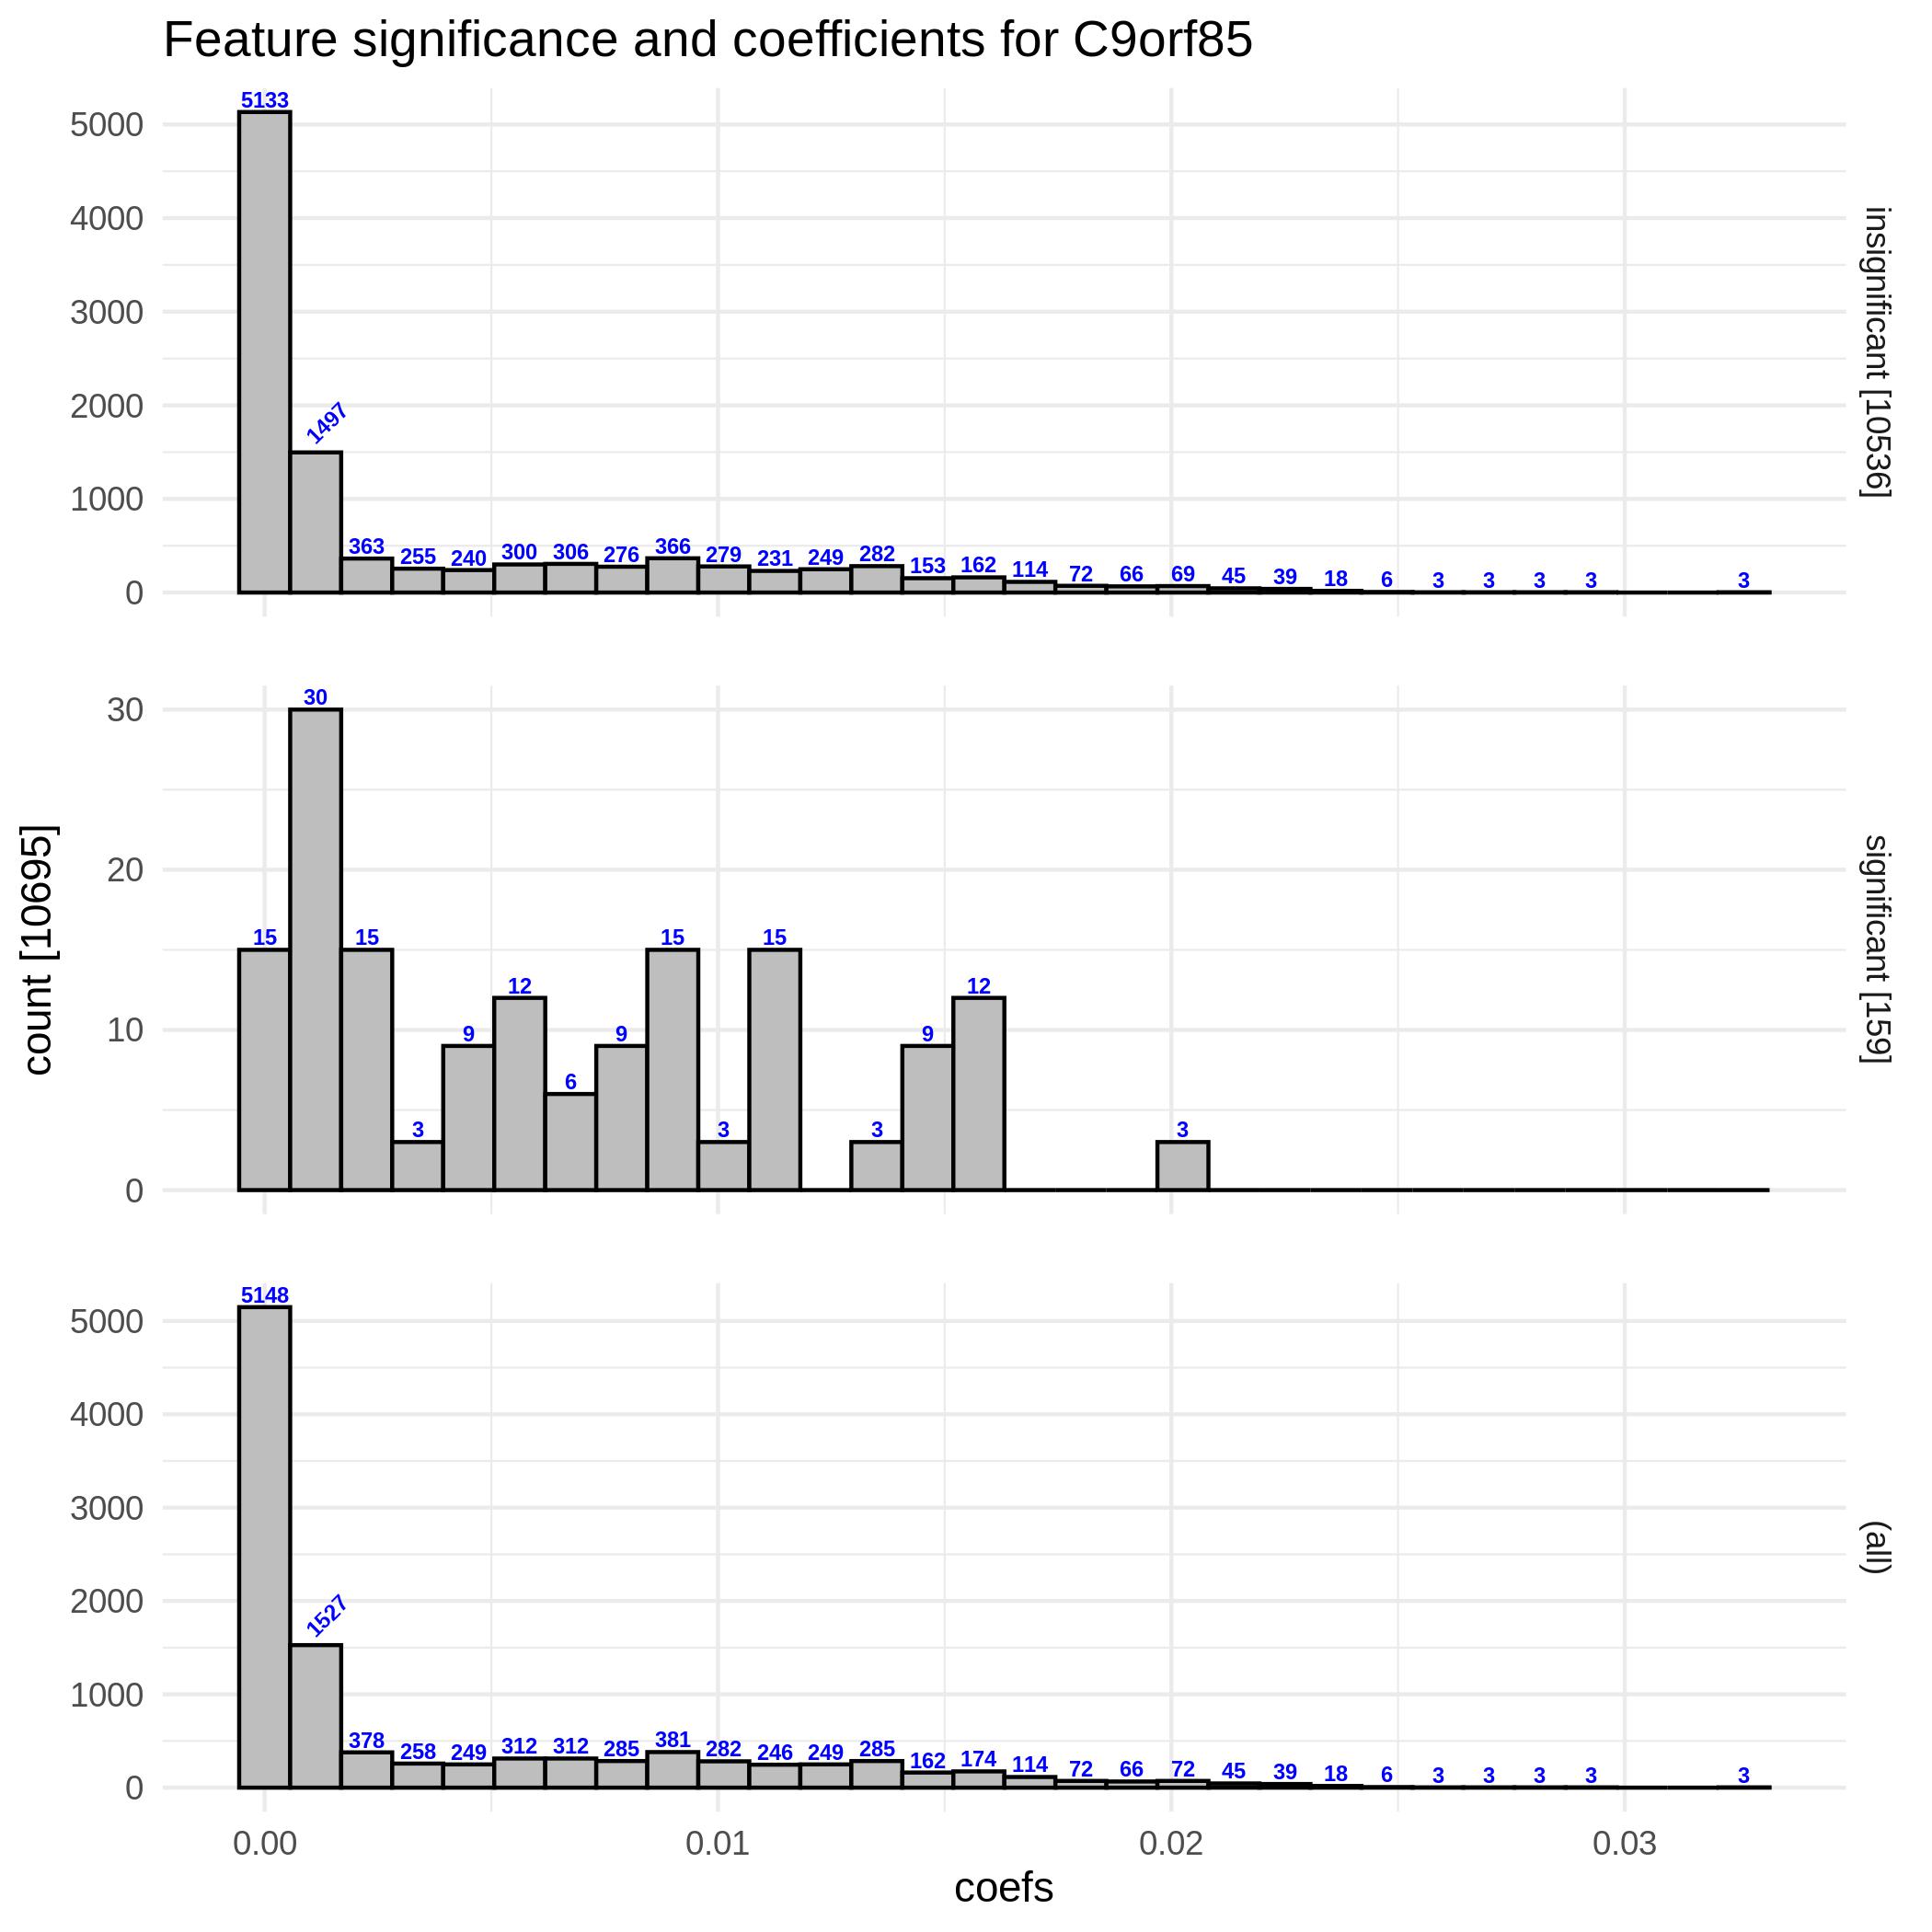 Feature significance and coefficients for C9orf85
5133
5000
4000
3000
2000
1000
0
1497
363 255 240 300 306 276 366 279 231 249 282 153 162 114 72 66 69 45 39 18 6 3 3 3 3 3
insignificant [10536]
count [10695]
30
20
10
0
30
15 15 3 9 12 6 9 15 3 15 3 9 12 3
significant [159]
5148
5000
4000
3000
2000
1000
0
1527
378 258 249 312 312 285 381 282 246 249 285 162 174 114 72 66 72 45 39 18 6 3 3 3 3 3
(all)
0.00 0.01 0.02 0.03
coefs